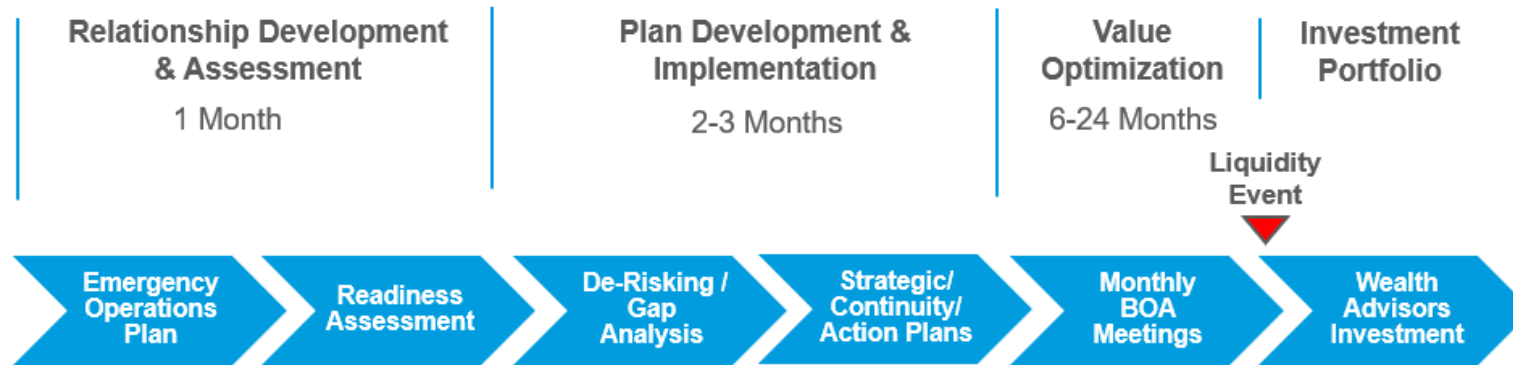 Relationship Development
& Assessment
1 Month
Plan Development &
Implementation
2-3 Months
Value
Optimization
6-24 Months
Investment
Portfolio
Liquidity
Event
Emergency
Operations
Plan
Readiness
Assessment
De-Risking /
Gap
Analysis
Strategic/
Continuity/
Action Plans
Monthly
BOA
Meetings
Wealth
Advisors
Investment